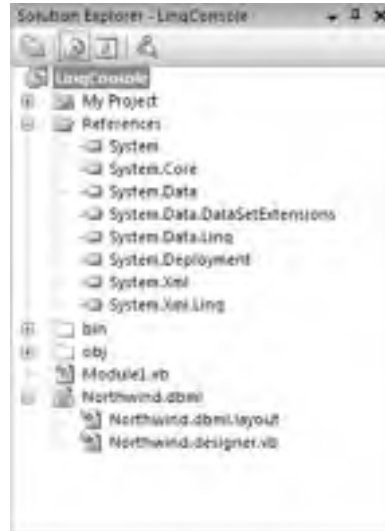 Solution Explorer - LinqConsole
LinqConsole
My Project
References
System
System.Core
System.Data
System.Data.DataSetExtensions
System.Data.Linq
System.Deployment
System.Xml
System.Xml.Linq
bin
obj
Module1.vb
Northwind.dbml
Northwind.dbml.layout
Northwind.designer.vb